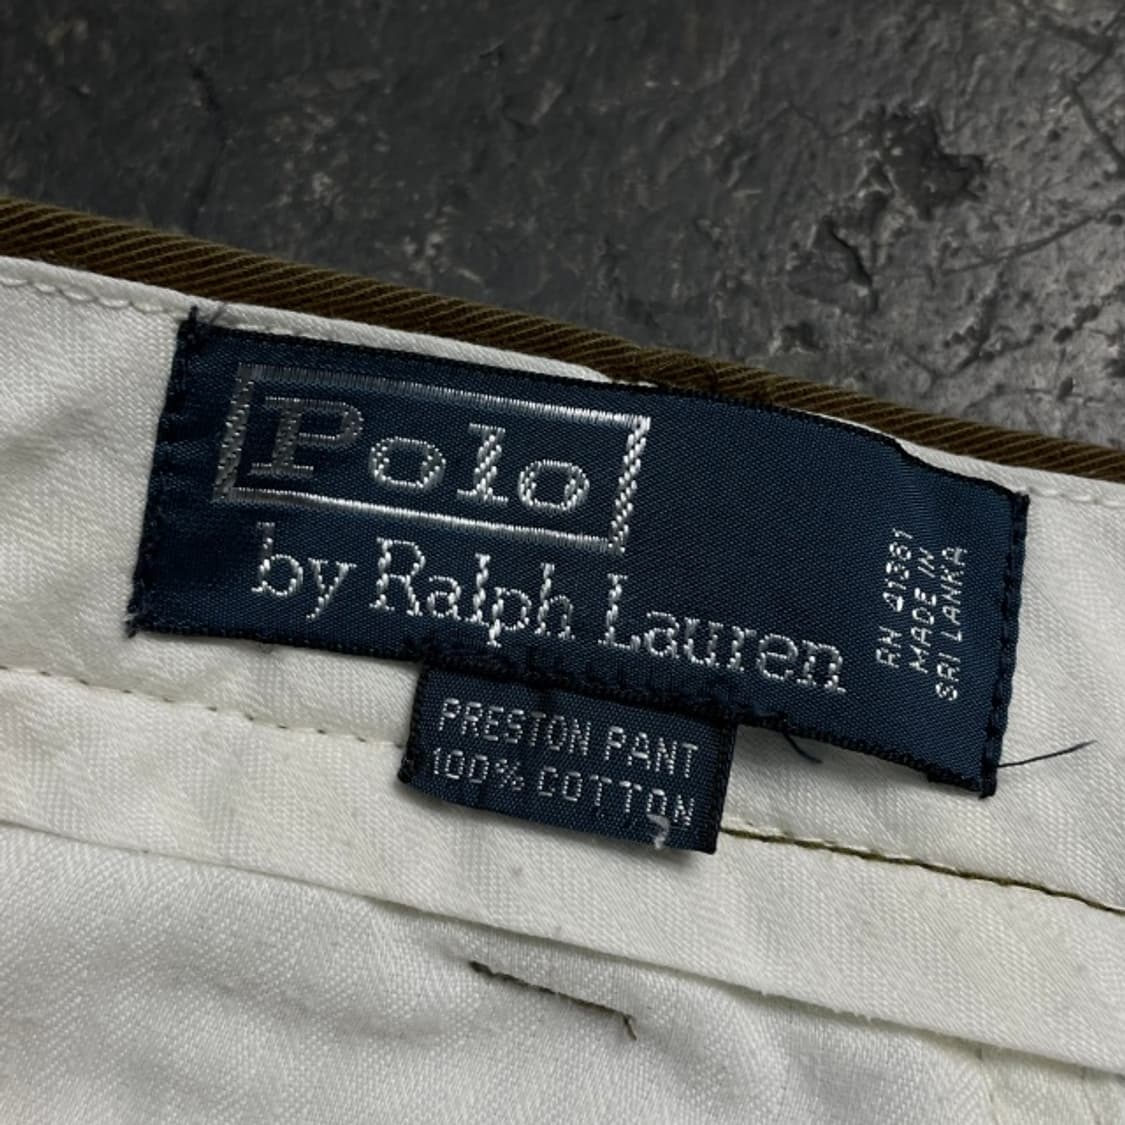 Polo
by Ralph Lauren
RN 41381
MADE IN
SRI LANKA
PRESTON PANT
100% COTTON